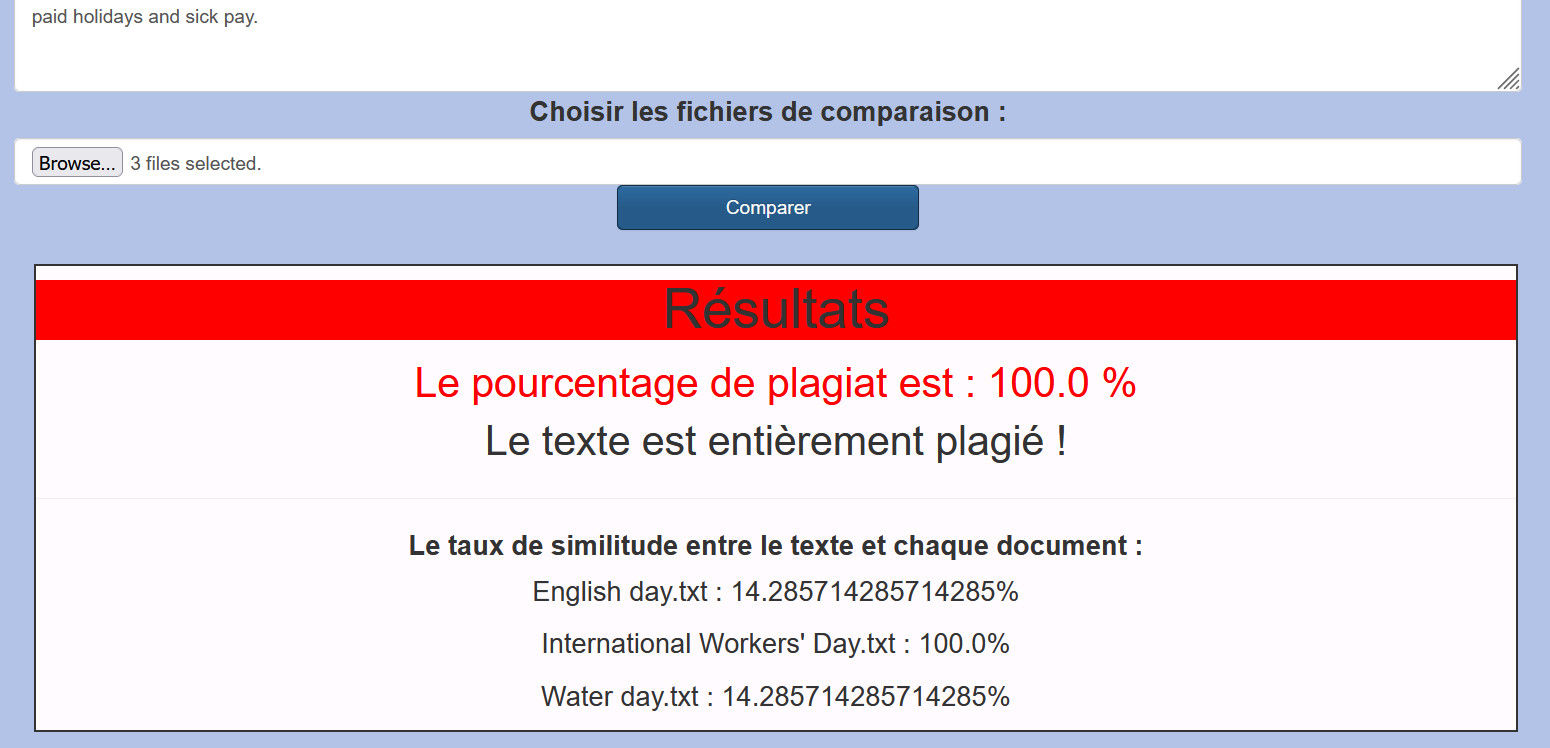 paid holidays and sick pay.
Choisir les fichiers de comparaison :
Browse... 3 files selected.
Comparer
Résultats
Le pourcentage de plagiat est : 100.0 %
Le texte est entièrement plagié !
Le taux de similitude entre le texte et chaque document :
English day.txt : 14.285714285714285%
International Workers' Day.txt : 100.0%
Water day.txt : 14.285714285714285%